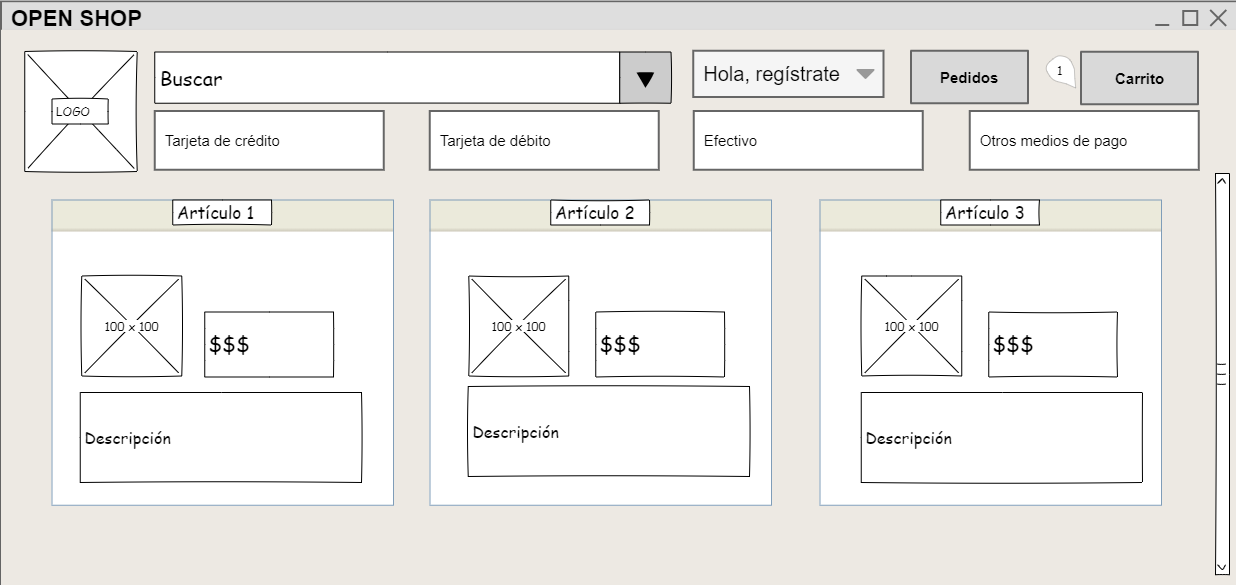 OPEN SHOP
LOGO
Buscar
Hola, regístrate
Pedidos
1
Carrito
Tarjeta de crédito
Tarjeta de débito
Efectivo
Otros medios de pago
Artículo 1
100 x 100
$$$
Descripción
Artículo 2
100 x 100
$$$
Descripción
Artículo 3
100 x 100
$$$
Descripción